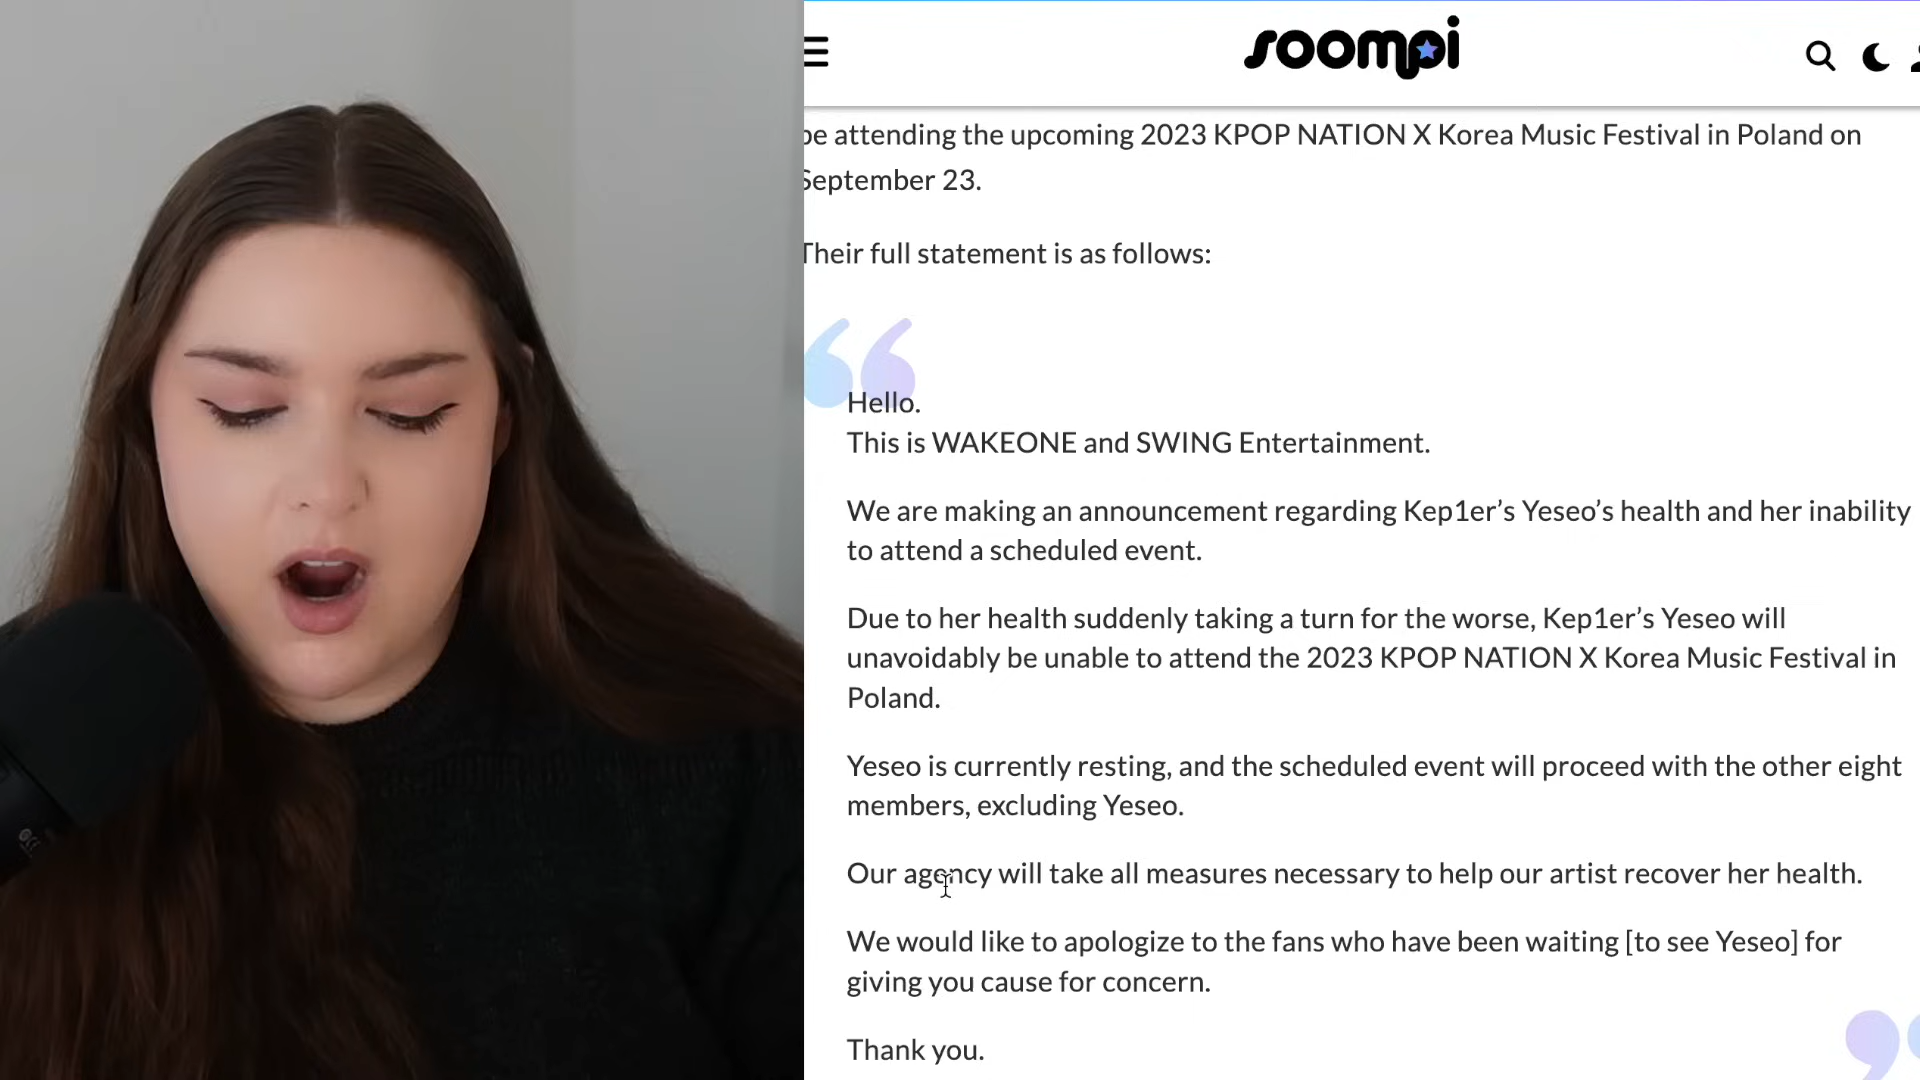 soompi
be attending the upcoming 2023 KPOP NATION X Korea Music Festival in Poland on
September 23.
Their full statement is as follows:
Hello.
This is WAKEONE and SWING Entertainment.
We are making an announcement regarding Kep1er’s Yeseo’s health and her inability
to attend a scheduled event.
Due to her health suddenly taking a turn for the worse, Kep1er’s Yeseo will
unavoidably be unable to attend the 2023 KPOP NATION X Korea Music Festival in
Poland.
Yeseo is currently resting, and the scheduled event will proceed with the other eight
members, excluding Yeseo.
Our agency will take all measures necessary to help our artist recover her health.
We would like to apologize to the fans who have been waiting [to see Yeseo] for
giving you cause for concern.
Thank you.